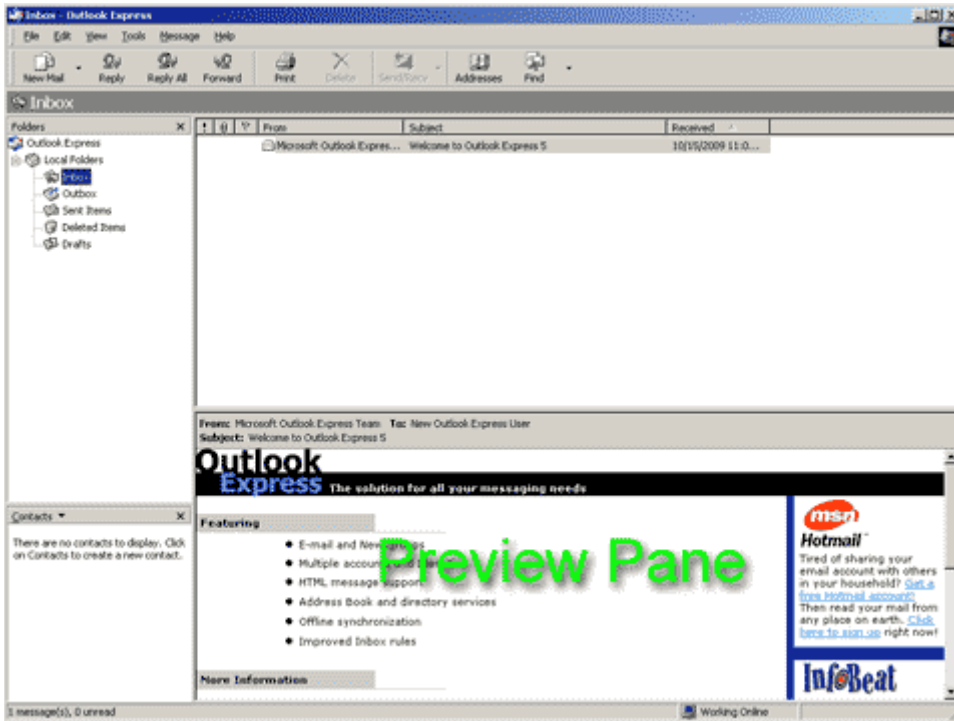 Inbox - Outlook Express
File Edit View Tools Message Help
New Mail Reply Reply All Forward Print Delete Send/Recv Addresses Find
Inbox
Folders
Outlook Express
Local Folders
Inbox
Outbox
Sent Items
Deleted Items
Drafts
! From Subject Received
Microsoft Outlook Expres... Welcome to Outlook Express 5 10/15/2009 11:0...
From: Microsoft Outlook Express Team To: New Outlook Express User
Subject: Welcome to Outlook Express 5
Outlook
Express The solution for all your messaging needs
Contacts
There are no contacts to display. Click
on Contacts to create a new contact.
Featuring
E-mail and Newsgroups
Multiple accounts
HTML message support
Address Book and directory services
Offline synchronization
Improved Inbox rules
More Information
Preview Pane
msn
Hotmail
Tired of sharing your
email account with others
in your household? Get a
free Hotmail account!
Then read your mail from
any place on earth. Click
here to sign up right now!
InfoBeat
1 message(s), 0 unread
Working Online